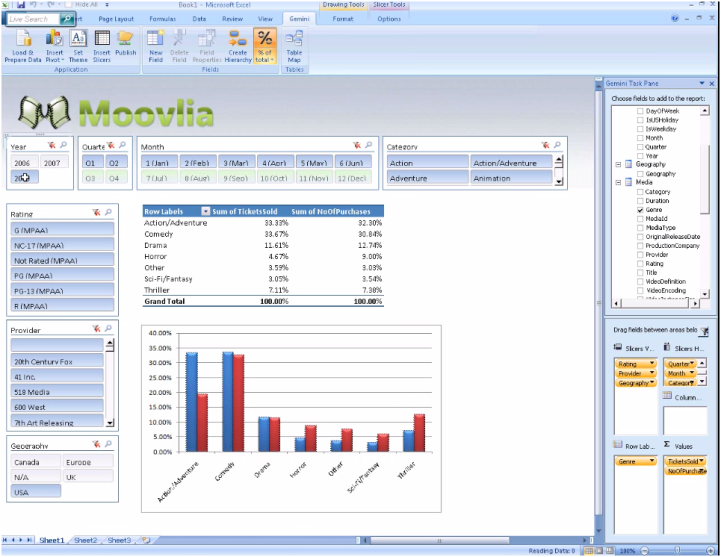 Hide All
Book1 - Microsoft Excel
Drawing Tools
Slicer Tools
Live Search
Page Layout
Formulas
Data
Review
View
Gemini
Format
Options
Load & Prepare Data
Insert Pivot
Set Theme
Insert Slicers
Publish
New Field
Delete Field
Field Properties
Create Hierarchy
% of total
Table Map
Application
Fields
Tables
Moovlia
Year
2006 2007
Quarte
Q1 Q2
Q3 Q4
Month
1 (Jan) 2 (Feb) 3 (Mar) 4 (Apr) 5 (May) 6 (Jun)
7 (Jul) 8 (Aug) 9 (Sep) 10 (Oct) 11 (Nov) 12 (Dec)
Category
Action Action/Adventure
Adventure Animation
Rating
G (MPAA)
NC-17 (MPAA)
Not Rated (MPAA)
PG (MPAA)
PG-13 (MPAA)
R (MPAA)
Provider
20th Century Fox
41 Inc.
518 Media
600 West
7th Art Releasing
Geography
Canada Europe
N/A UK
USA
Row Labels Sum of TicketsSold Sum of NoOfPurchases
Action/Adventure 33.33% 32.30%
Comedy 33.67% 30.84%
Drama 11.61% 12.74%
Horror 4.67% 9.00%
Other 3.59% 3.03%
Sci-Fi/Fantasy 3.05% 3.54%
Thriller 7.11% 7.38%
Grand Total 100.00% 100.00%
40.00%
35.00%
30.00%
25.00%
20.00%
15.00%
10.00%
5.00%
0.00%
Action/Adventure
Comedy
Drama
Horror
Other
Sci-Fi/Fantasy
Thriller
Gemini Task Pane
Choose fields to add to the report:
DayOfWeek
IsUSHoliday
IsWeekday
Month
Quarter
Year
Geography
Geography
Media
Category
Duration
Genre
MediaId
MediaType
OriginalReleaseDate
ProductionCompany
Provider
Rating
Title
VideoDefinition
VideoEncoding
Drag fields between areas belo
Slicers V...
Slicers H...
Rating
Provider
Geography
Quarter
Month
Category
Column...
Row Lab...
Σ Values
Genre
TicketsSold
NoOfPurcha
Sheet1 Sheet2 Sheet3
Reading Data: 0
100%